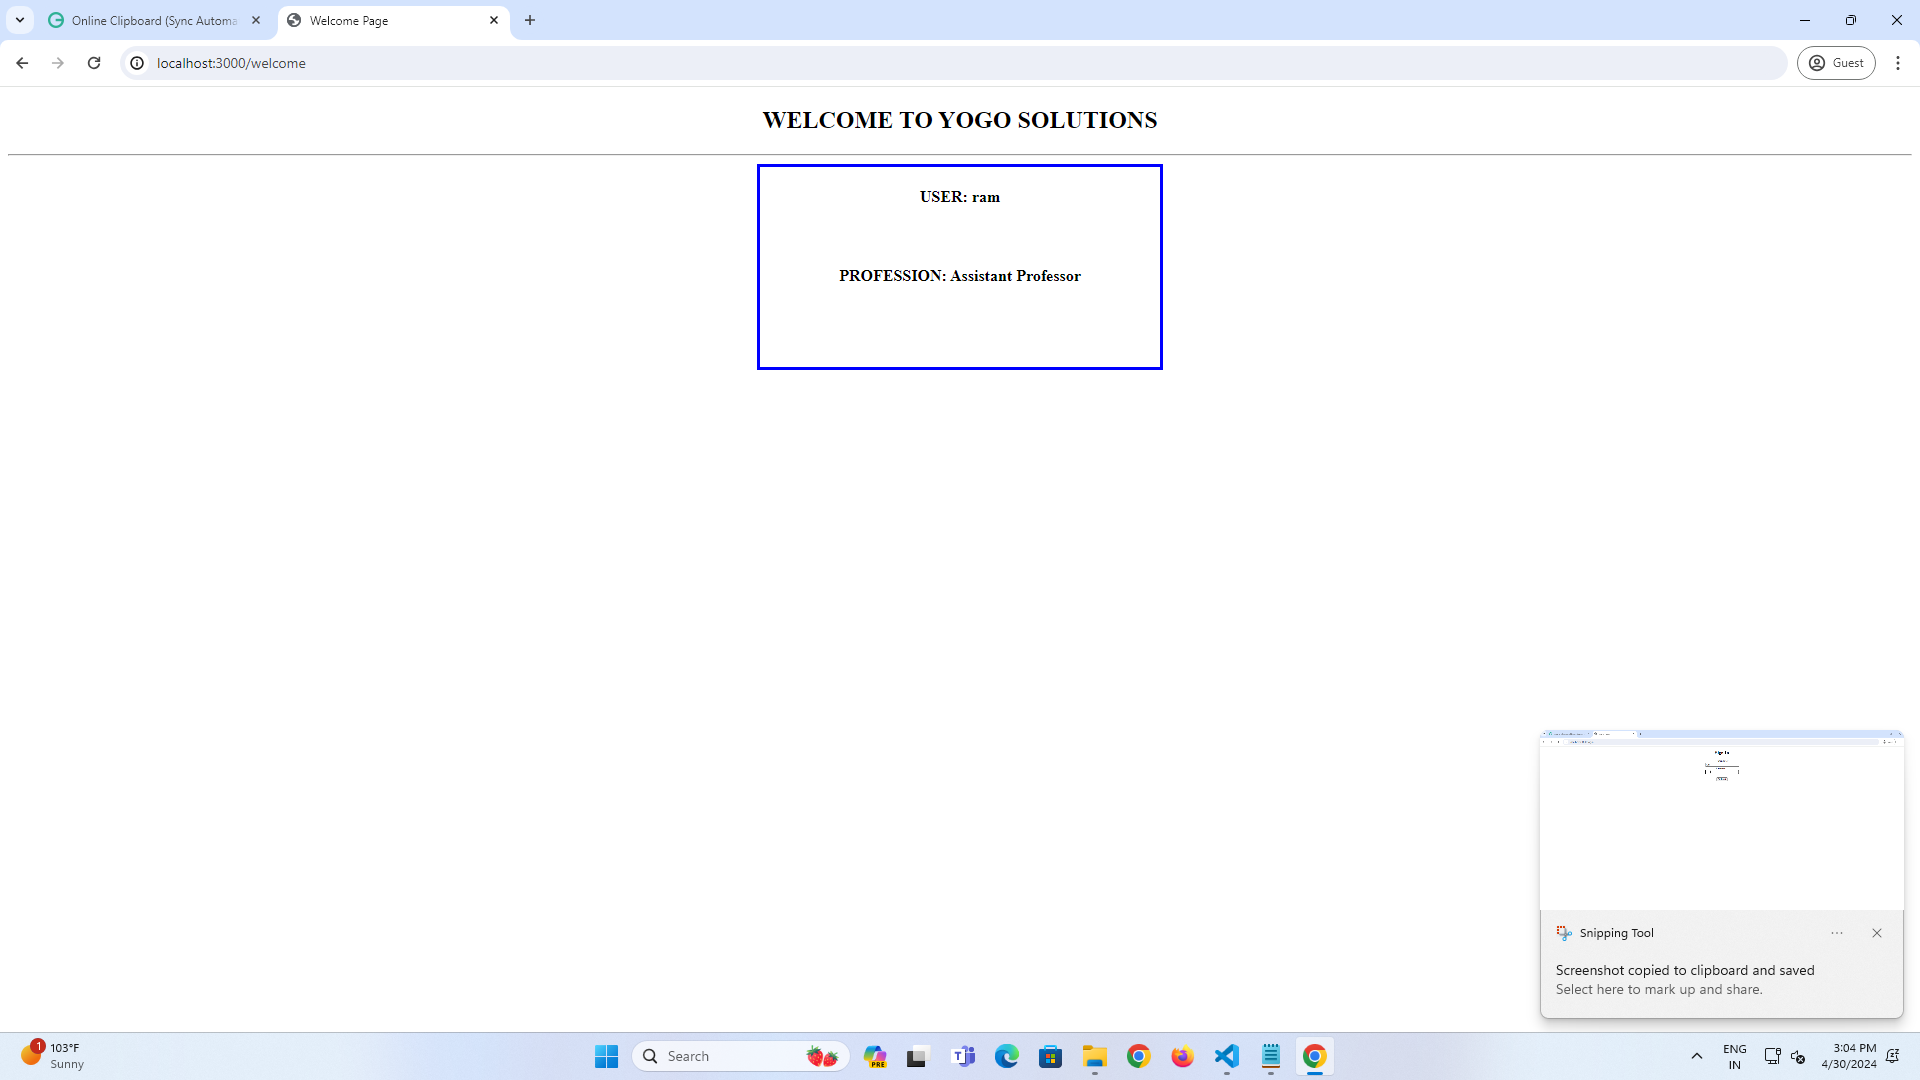 Online Clipboard (Sync Automa
Welcome Page
localhost:3000/welcome
Guest
WELCOME TO YOGO SOLUTIONS
USER: ram
PROFESSION: Assistant Professor
Snipping Tool
Screenshot copied to clipboard and saved
Select here to mark up and share.
1
103°F
Sunny
Search
PRE
ENG
IN
3:04 PM
4/30/2024